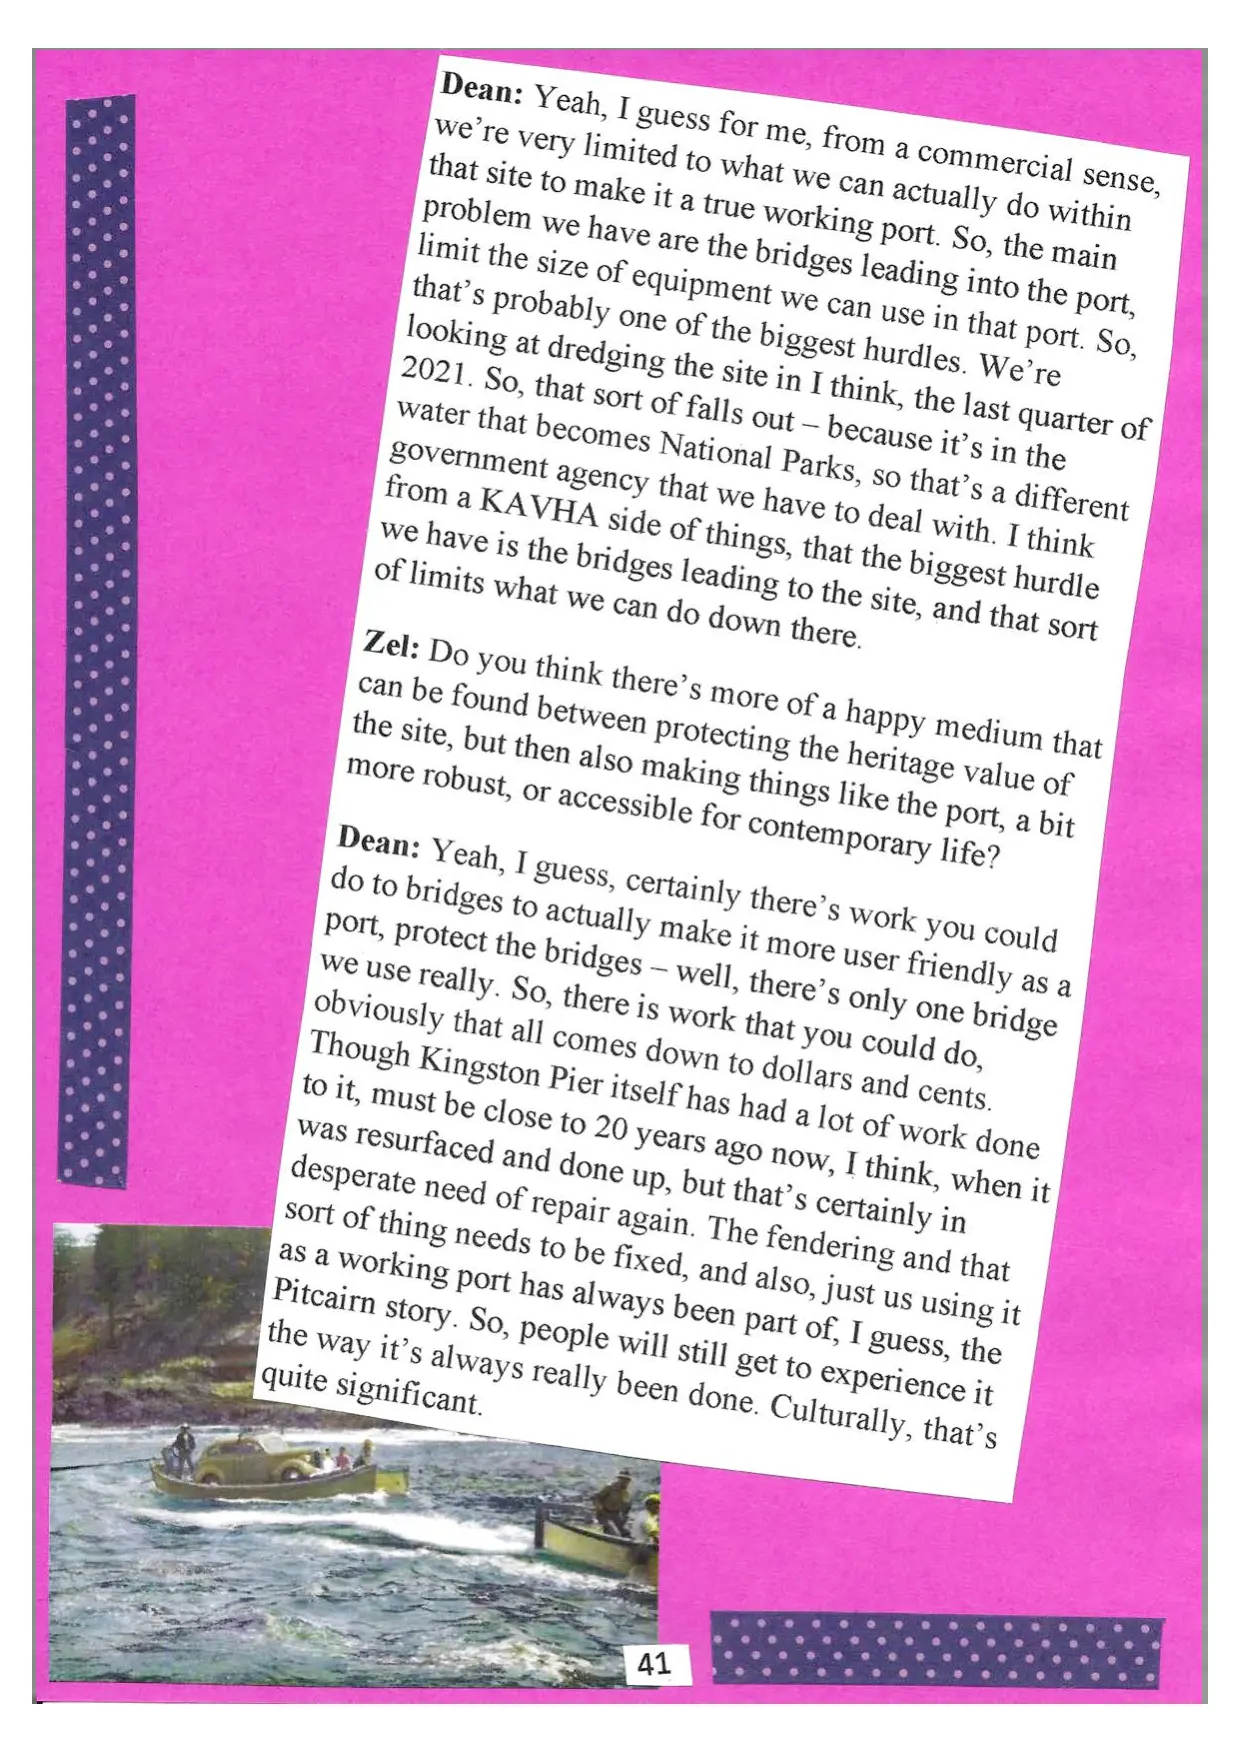 Dean: Yeah, I guess for me, from a commercial sense,
we're very limited to what we can actually do within
that site to make it a true working port. So, the main
problem we have are the bridges leading into the port,
limit the size of equipment we can use in that port. So,
that's probably one of the biggest hurdles. We're
looking at dredging the site in I think, the last quarter of
2021. So, that sort of falls out – because it's in the
water that becomes National Parks, so that's a different
government agency that we have to deal with. I think
from a KAVHA side of things, that the biggest hurdle
we have is the bridges leading to the site, and that sort
of limits what we can do down there.
Zel: Do you think there's more of a happy medium that
can be found between protecting the heritage value of
the site, but then also making things like the port, a bit
more robust, or accessible for contemporary life?
Dean: Yeah, I guess, certainly there's work you could
do to bridges to actually make it more user friendly as a
port, protect the bridges – well, there's only one bridge
we use really. So, there is work that you could do,
obviously that all comes down to dollars and cents.
Though Kingston Pier itself has had a lot of work done
to it, must be close to 20 years ago now, I think, when it
was resurfaced and done up, but that's certainly in
desperate need of repair again. The fendering and that
sort of thing needs to be fixed, and also, just us using it
as a working port has always been part of, I guess, the
Pitcairn story. So, people will still get to experience it
the way it's always really been done. Culturally, that's
quite significant.
41